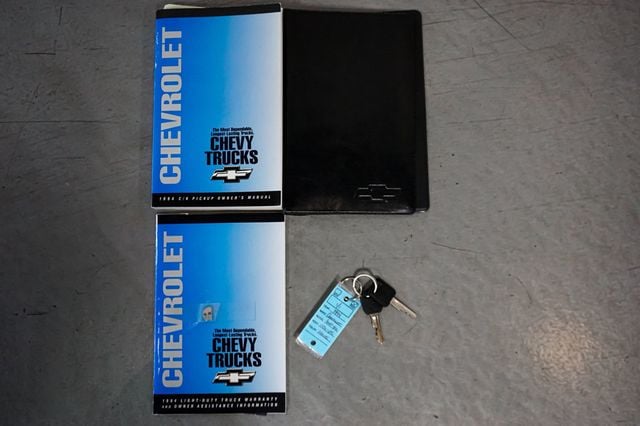 CHEVROLET
The Most Dependable,
Longest-Lasting Trucks.
CHEVY
TRUCKS
1994 C/K PICKUP OWNER'S MANUAL
CHEVROLET
The Most Dependable,
Longest-Lasting Trucks.
CHEVY
TRUCKS
1994 LIGHT-DUTY TRUCK WARRANTY
AND OWNER ASSISTANCE INFORMATION